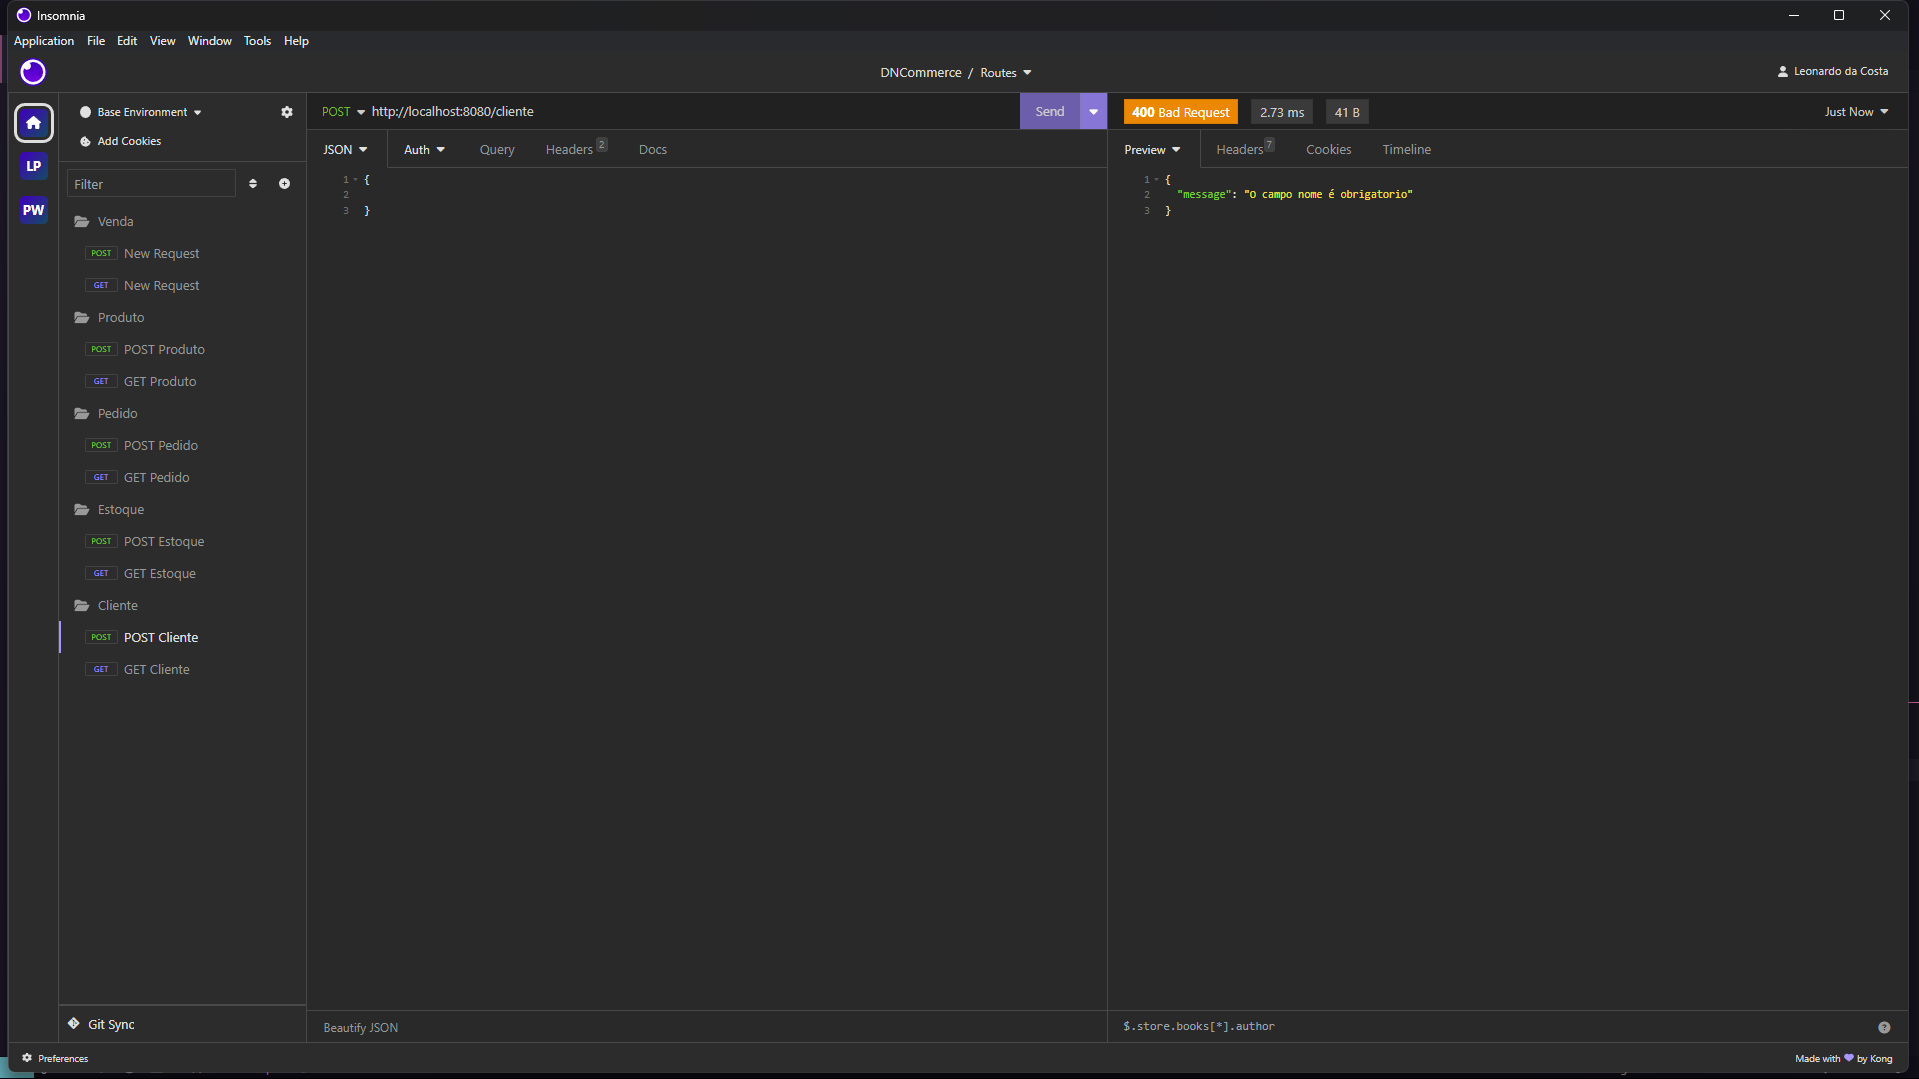 Insomnia
Application File Edit View Window Tools Help
DNCommerce / Routes
Leonardo da Costa
LP
PW
Base Environment
Add Cookies
Filter
Venda
POST New Request
GET New Request
Produto
POST POST Produto
GET GET Produto
Pedido
POST POST Pedido
GET GET Pedido
Estoque
POST POST Estoque
GET GET Estoque
Cliente
POST POST Cliente
GET GET Cliente
Git Sync
POST http://localhost:8080/cliente Send
JSON Auth Query Headers 2 Docs
1 {
2
3 }
Beautify JSON
400 Bad Request 2.73 ms 41 B Just Now
Preview Headers 7 Cookies Timeline
1 {
2 "message": "O campo nome é obrigatorio"
3 }
$.store.books[*].author
Preferences
Made with by Kong